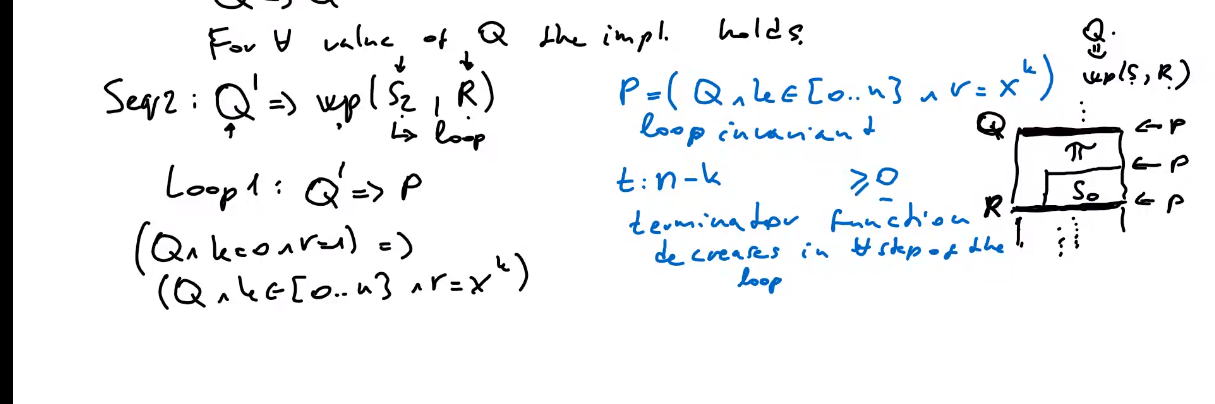 Q => Q
For ∀ value of Q the impl. holds.
Seq2: Q' => wp(S₂, R)
↳ loop
Loop1: Q' => P
(Q ∧ k=0 ∧ r=1) =>
(Q ∧ k∈[0..n] ∧ r = x^k)
P = (Q ∧ k∈[0..n] ∧ r = x^k)
loop invariant
t: n-k ≥0
terminator function
decreases in ∀ step of the
loop
Q.
⇓
wp(S, R)
Q ← P
π ← P
S₀
R ← P